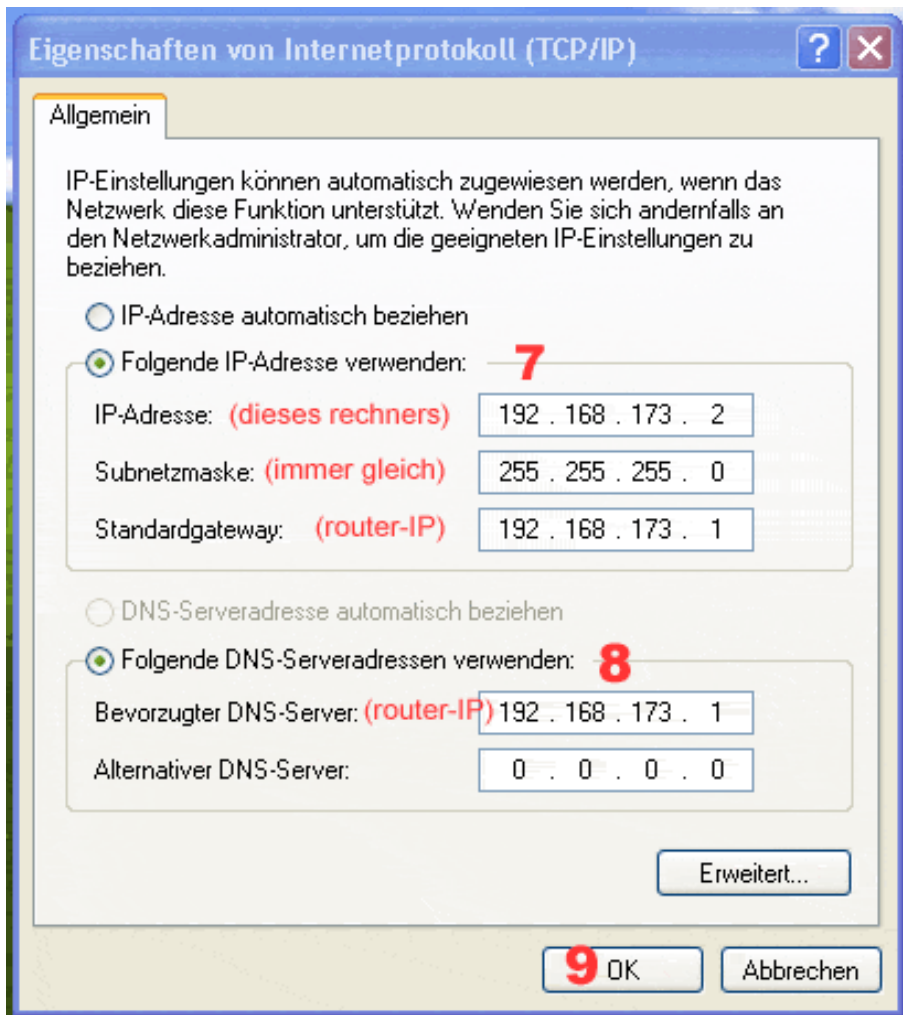 Eigenschaften von Internetprotokoll (TCP/IP)
?
Allgemein
IP-Einstellungen können automatisch zugewiesen werden, wenn das
Netzwerk diese Funktion unterstützt. Wenden Sie sich andernfalls an
den Netzwerkadministrator, um die geeigneten IP-Einstellungen zu
beziehen.
IP-Adresse automatisch beziehen
Folgende IP-Adresse verwenden: 7
IP-Adresse: (dieses rechners) 192 . 168 . 173 . 2
Subnetzmaske: (immer gleich) 255 . 255 . 255 . 0
Standardgateway: (router-IP) 192 . 168 . 173 . 1
DNS-Serveradresse automatisch beziehen
Folgende DNS-Serveradressen verwenden: 8
Bevorzugter DNS-Server: (router-IP) 192 . 168 . 173 . 1
Alternativer DNS-Server: 0 . 0 . 0 . 0
Erweitert...
9 OK Abbrechen